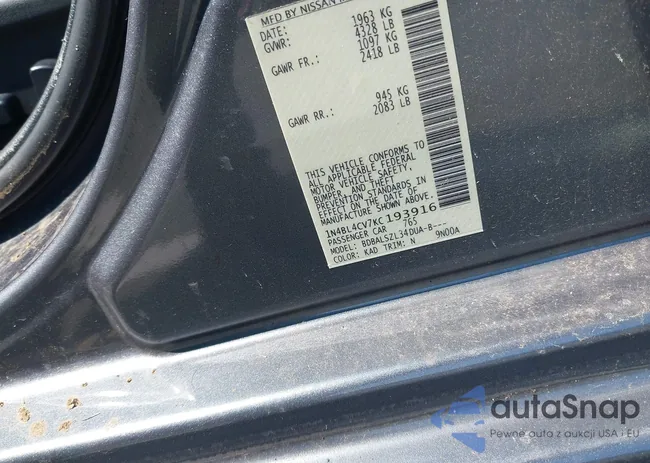 MFD BY NISSAN
DATE:
GVWR: 1963 KG
4328 LB
GAWR FR.: 1097 KG
2418 LB
GAWR RR.: 945 KG
2083 LB
THIS VEHICLE CONFORMS TO
ALL APPLICABLE FEDERAL
MOTOR VEHICLE SAFETY,
BUMPER, AND THEFT
PREVENTION STANDARDS IN
EFFECT ON THE DATE OF
MANUFACTURE SHOWN ABOVE.
1N4BL4CV7KC193916
PASSENGER CAR /65
MODEL: BDBALSZL34DUA-B---
COLOR: KAD TRIM: N 9N00A
autaSnap
Pewne auta z aukcji USA i EU